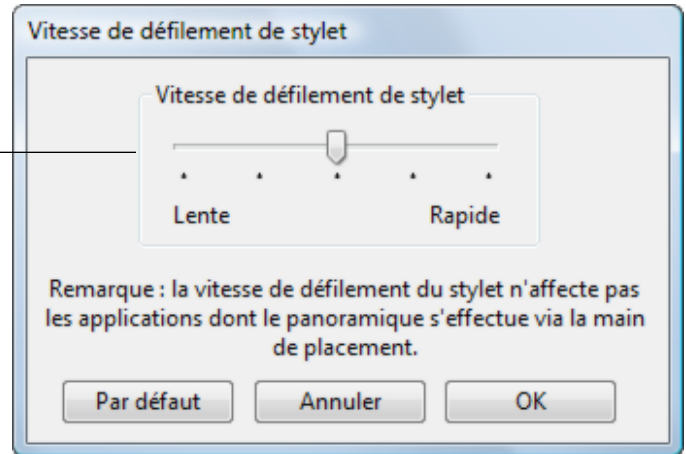 Vitesse de défilement de stylet
Vitesse de défilement de stylet
Lente Rapide
Remarque : la vitesse de défilement du stylet n'affecte pas
les applications dont le panoramique s'effectue via la main
de placement.
Par défaut Annuler OK